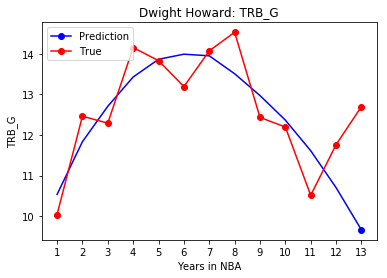 Dwight Howard: TRB_G
Prediction
True
14
13
12
11
10
TRB_G
1 2 3 4 5 6 7 8 9 10 11 12 13
Years in NBA